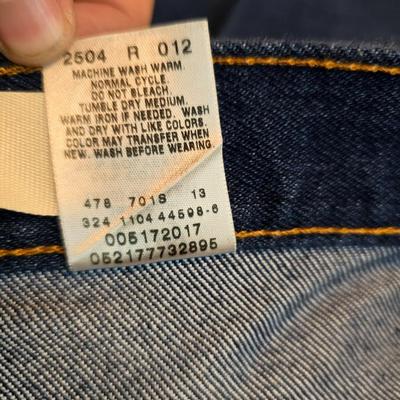 2504 R 012
MACHINE WASH WARM
NORMAL CYCLE.
DO NOT BLEACH.
TUMBLE DRY MEDIUM.
WARM IRON IF NEEDED. WASH
AND DRY WITH LIKE COLORS.
COLOR MAY TRANSFER WHEN
NEW. WASH BEFORE WEARING.
478 701S 13
324 1104 44598-6
005172017
052177732895